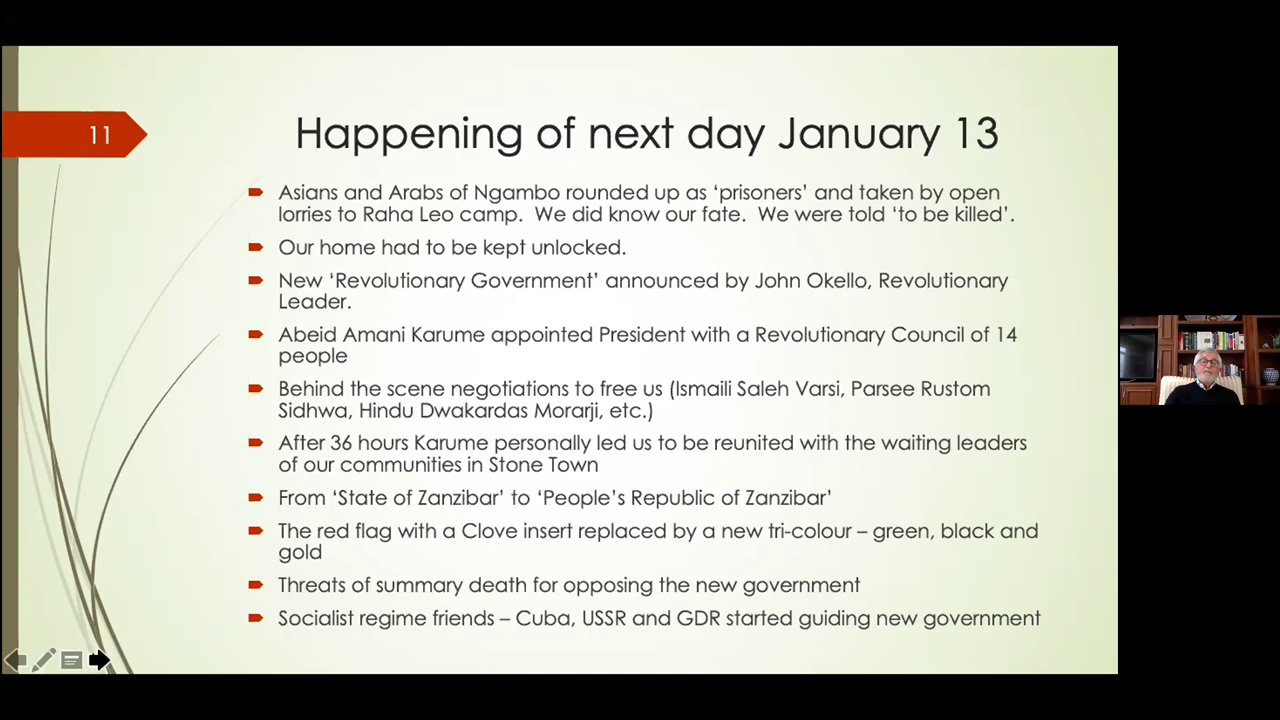 11
Happening of next day January 13
Asians and Arabs of Ngambo rounded up as ‘prisoners’ and taken by open
lorries to Raha Leo camp.  We did know our fate.  We were told ‘to be killed’.
Our home had to be kept unlocked.
New ‘Revolutionary Government’ announced by John Okello, Revolutionary
Leader.
Abeid Amani Karume appointed President with a Revolutionary Council of 14
people
Behind the scene negotiations to free us (Ismaili Saleh Varsi, Parsee Rustom
Sidhwa, Hindu Dwakardas Morarji, etc.)
After 36 hours Karume personally led us to be reunited with the waiting leaders
of our communities in Stone Town
From ‘State of Zanzibar’ to ‘People’s Republic of Zanzibar’
The red flag with a Clove insert replaced by a new tri-colour – green, black and
gold
Threats of summary death for opposing the new government
Socialist regime friends – Cuba, USSR and GDR started guiding new government